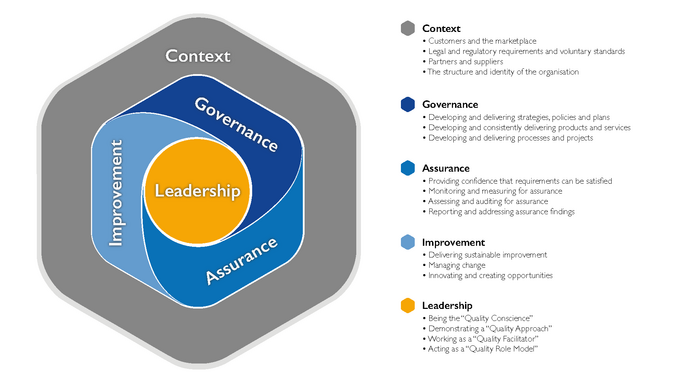 Context
Governance
Improvement
Leadership
Assurance
Context
• Customers and the marketplace
• Legal and regulatory requirements and voluntary standards
• Partners and suppliers
• The structure and identity of the organisation
Governance
• Developing and delivering strategies, policies and plans
• Developing and consistently delivering products and services
• Developing and delivering processes and projects
Assurance
• Providing confidence that requirements can be satisfied
• Monitoring and measuring for assurance
• Assessing and auditing for assurance
• Reporting and addressing assurance findings
Improvement
• Delivering sustainable improvement
• Managing change
• Innovating and creating opportunities
Leadership
• Being the “Quality Conscience”
• Demonstrating a “Quality Approach”
• Working as a “Quality Facilitator”
• Acting as a “Quality Role Model”